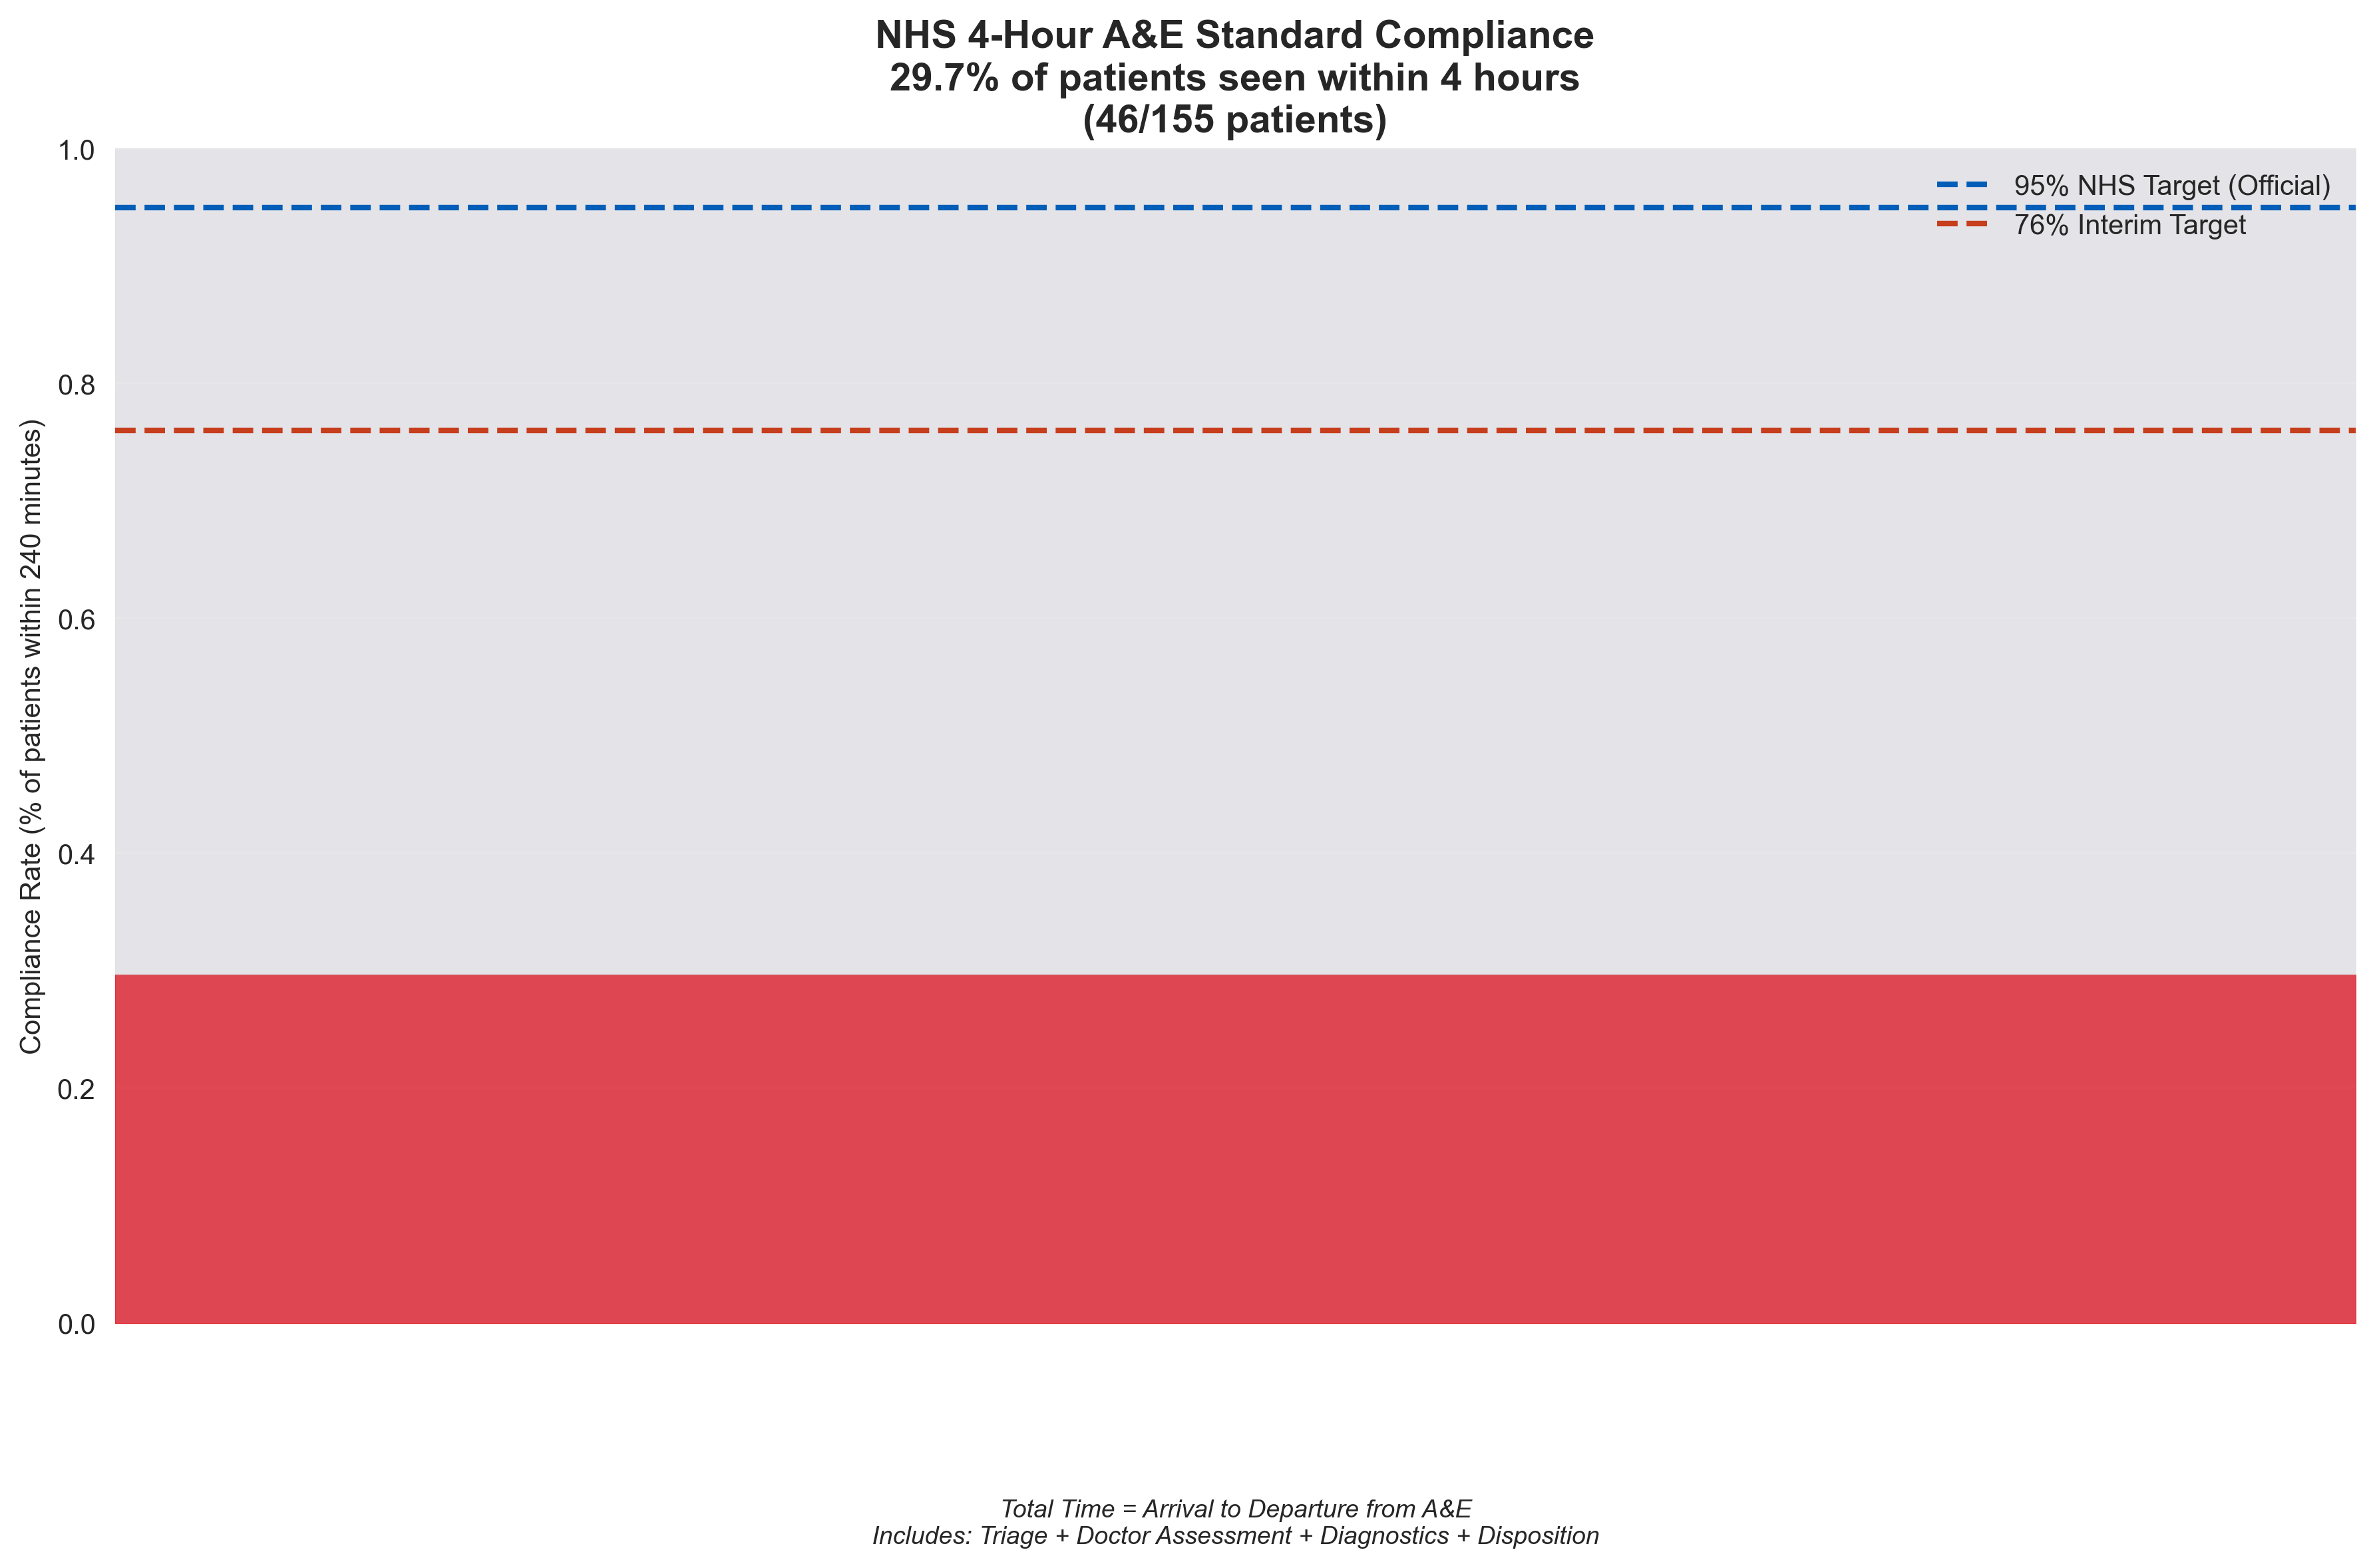 NHS 4-Hour A&E Standard Compliance
29.7% of patients seen within 4 hours
(46/155 patients)
95% NHS Target (Official)
76% Interim Target
Compliance Rate (% of patients within 240 minutes)
1.0
0.8
0.6
0.4
0.2
0.0
Total Time = Arrival to Departure from A&E
Includes: Triage + Doctor Assessment + Diagnostics + Disposition